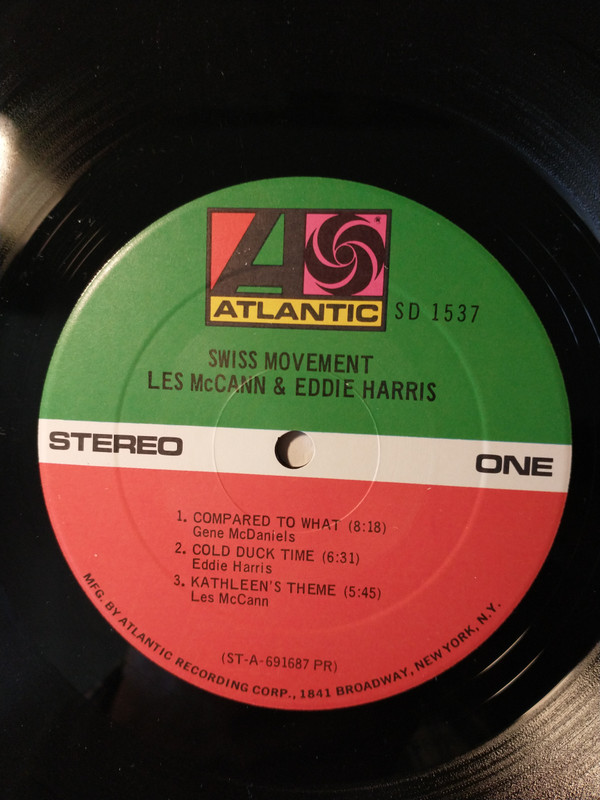 ATLANTIC
SD 1537
SWISS MOVEMENT
LES McCANN & EDDIE HARRIS
STEREO
ONE
1. COMPARED TO WHAT (8:18)
Gene McDaniels
2. COLD DUCK TIME (6:31)
Eddie Harris
3. KATHLEEN'S THEME (5:45)
Les McCann
(ST-A-691687 PR)
MFG. BY ATLANTIC RECORDING CORP., 1841 BROADWAY, NEW YORK, N.Y.